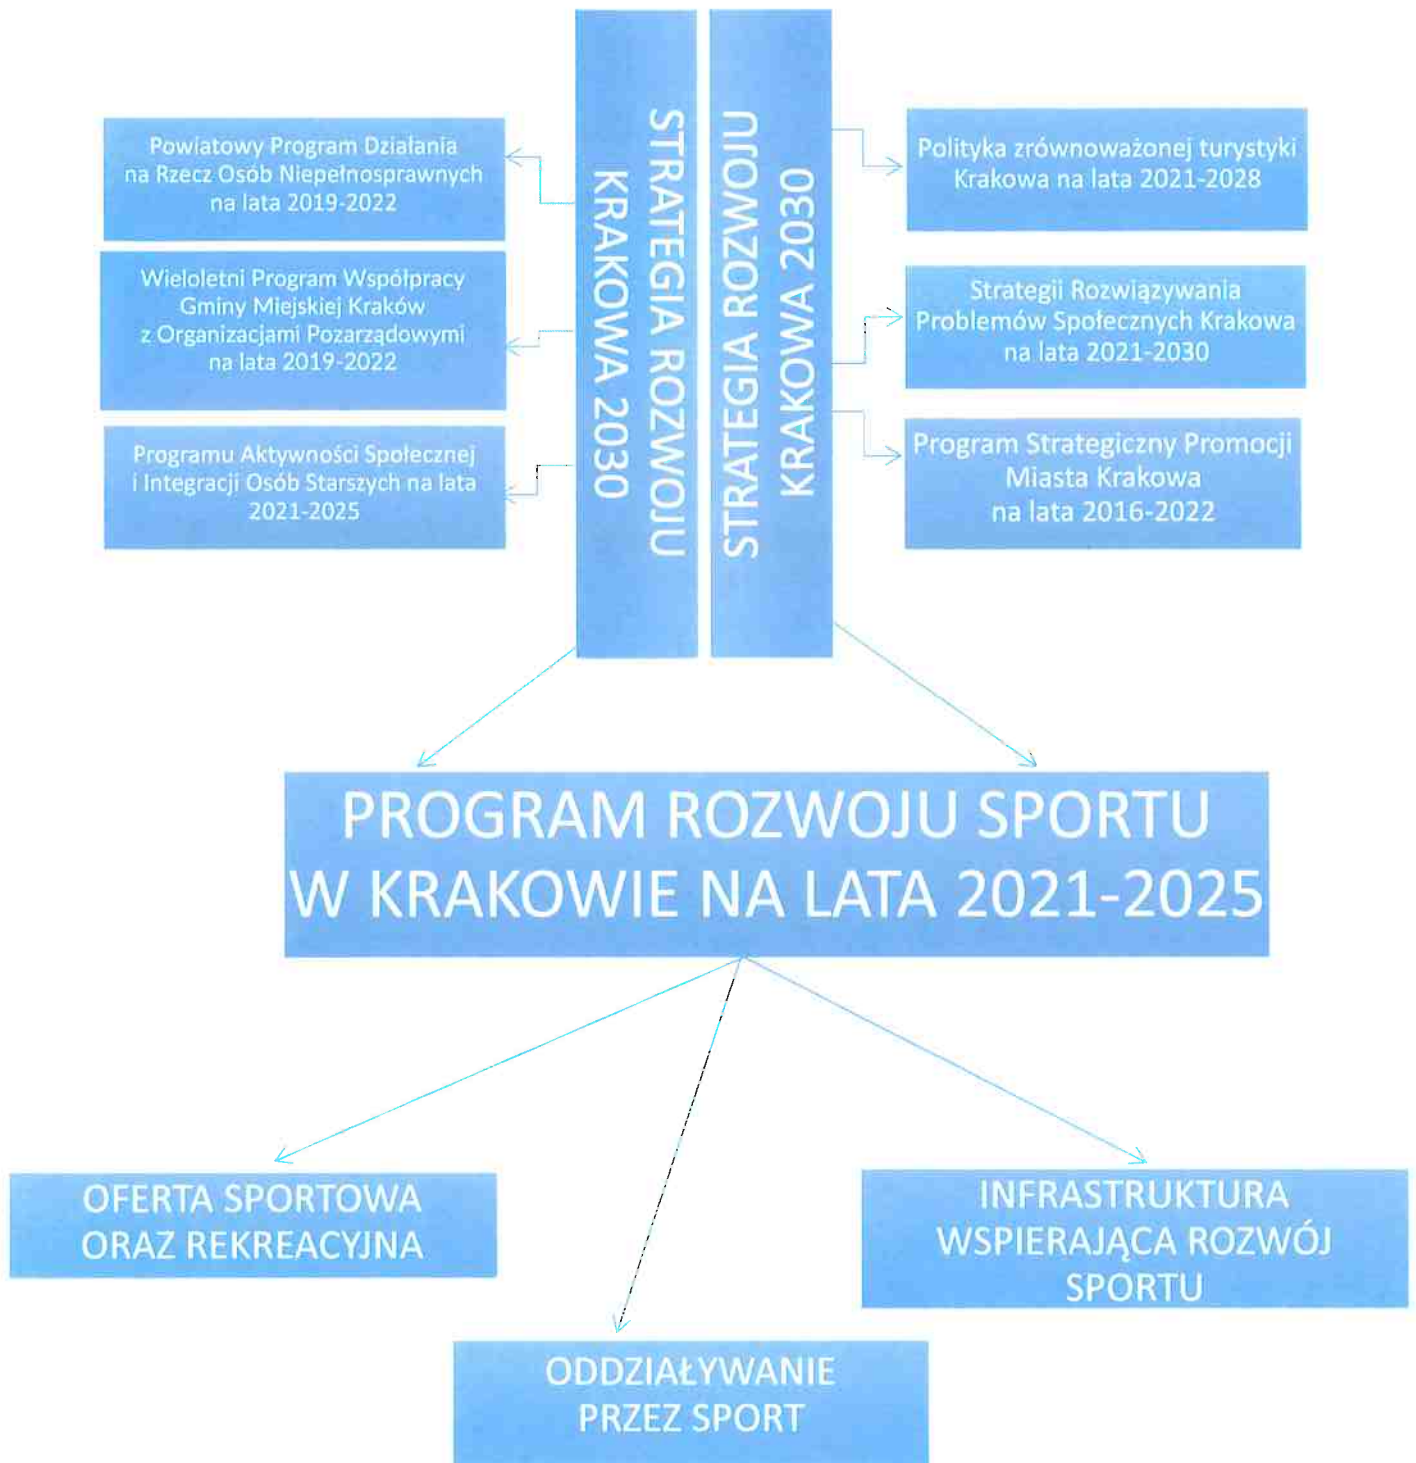 STRATEGIA ROZWOJU
KRAKOWA 2030
STRATEGIA ROZWOJU
KRAKOWA 2030
Powiatowy Program Działania
na Rzecz Osób Niepełnosprawnych
na lata 2019-2022
Wieloletni Program Współpracy
Gminy Miejskiej Kraków
z Organizacjami Pozarządowymi
na lata 2019-2022
Programu Aktywności Społecznej
i Integracji Osób Starszych na lata
2021-2025
Polityka zrównoważonej turystyki
Krakowa na lata 2021-2028
Strategii Rozwiązywania
Problemów Społecznych Krakowa
na lata 2021-2030
Program Strategiczny Promocji
Miasta Krakowa
na lata 2016-2022
PROGRAM ROZWOJU SPORTU
W KRAKOWIE NA LATA 2021-2025
OFERTA SPORTOWA
ORAZ REKREACYJNA
INFRASTRUKTURA
WSPIERAJĄCA ROZWÓJ
SPORTU
ODDZIAŁYWANIE
PRZEZ SPORT